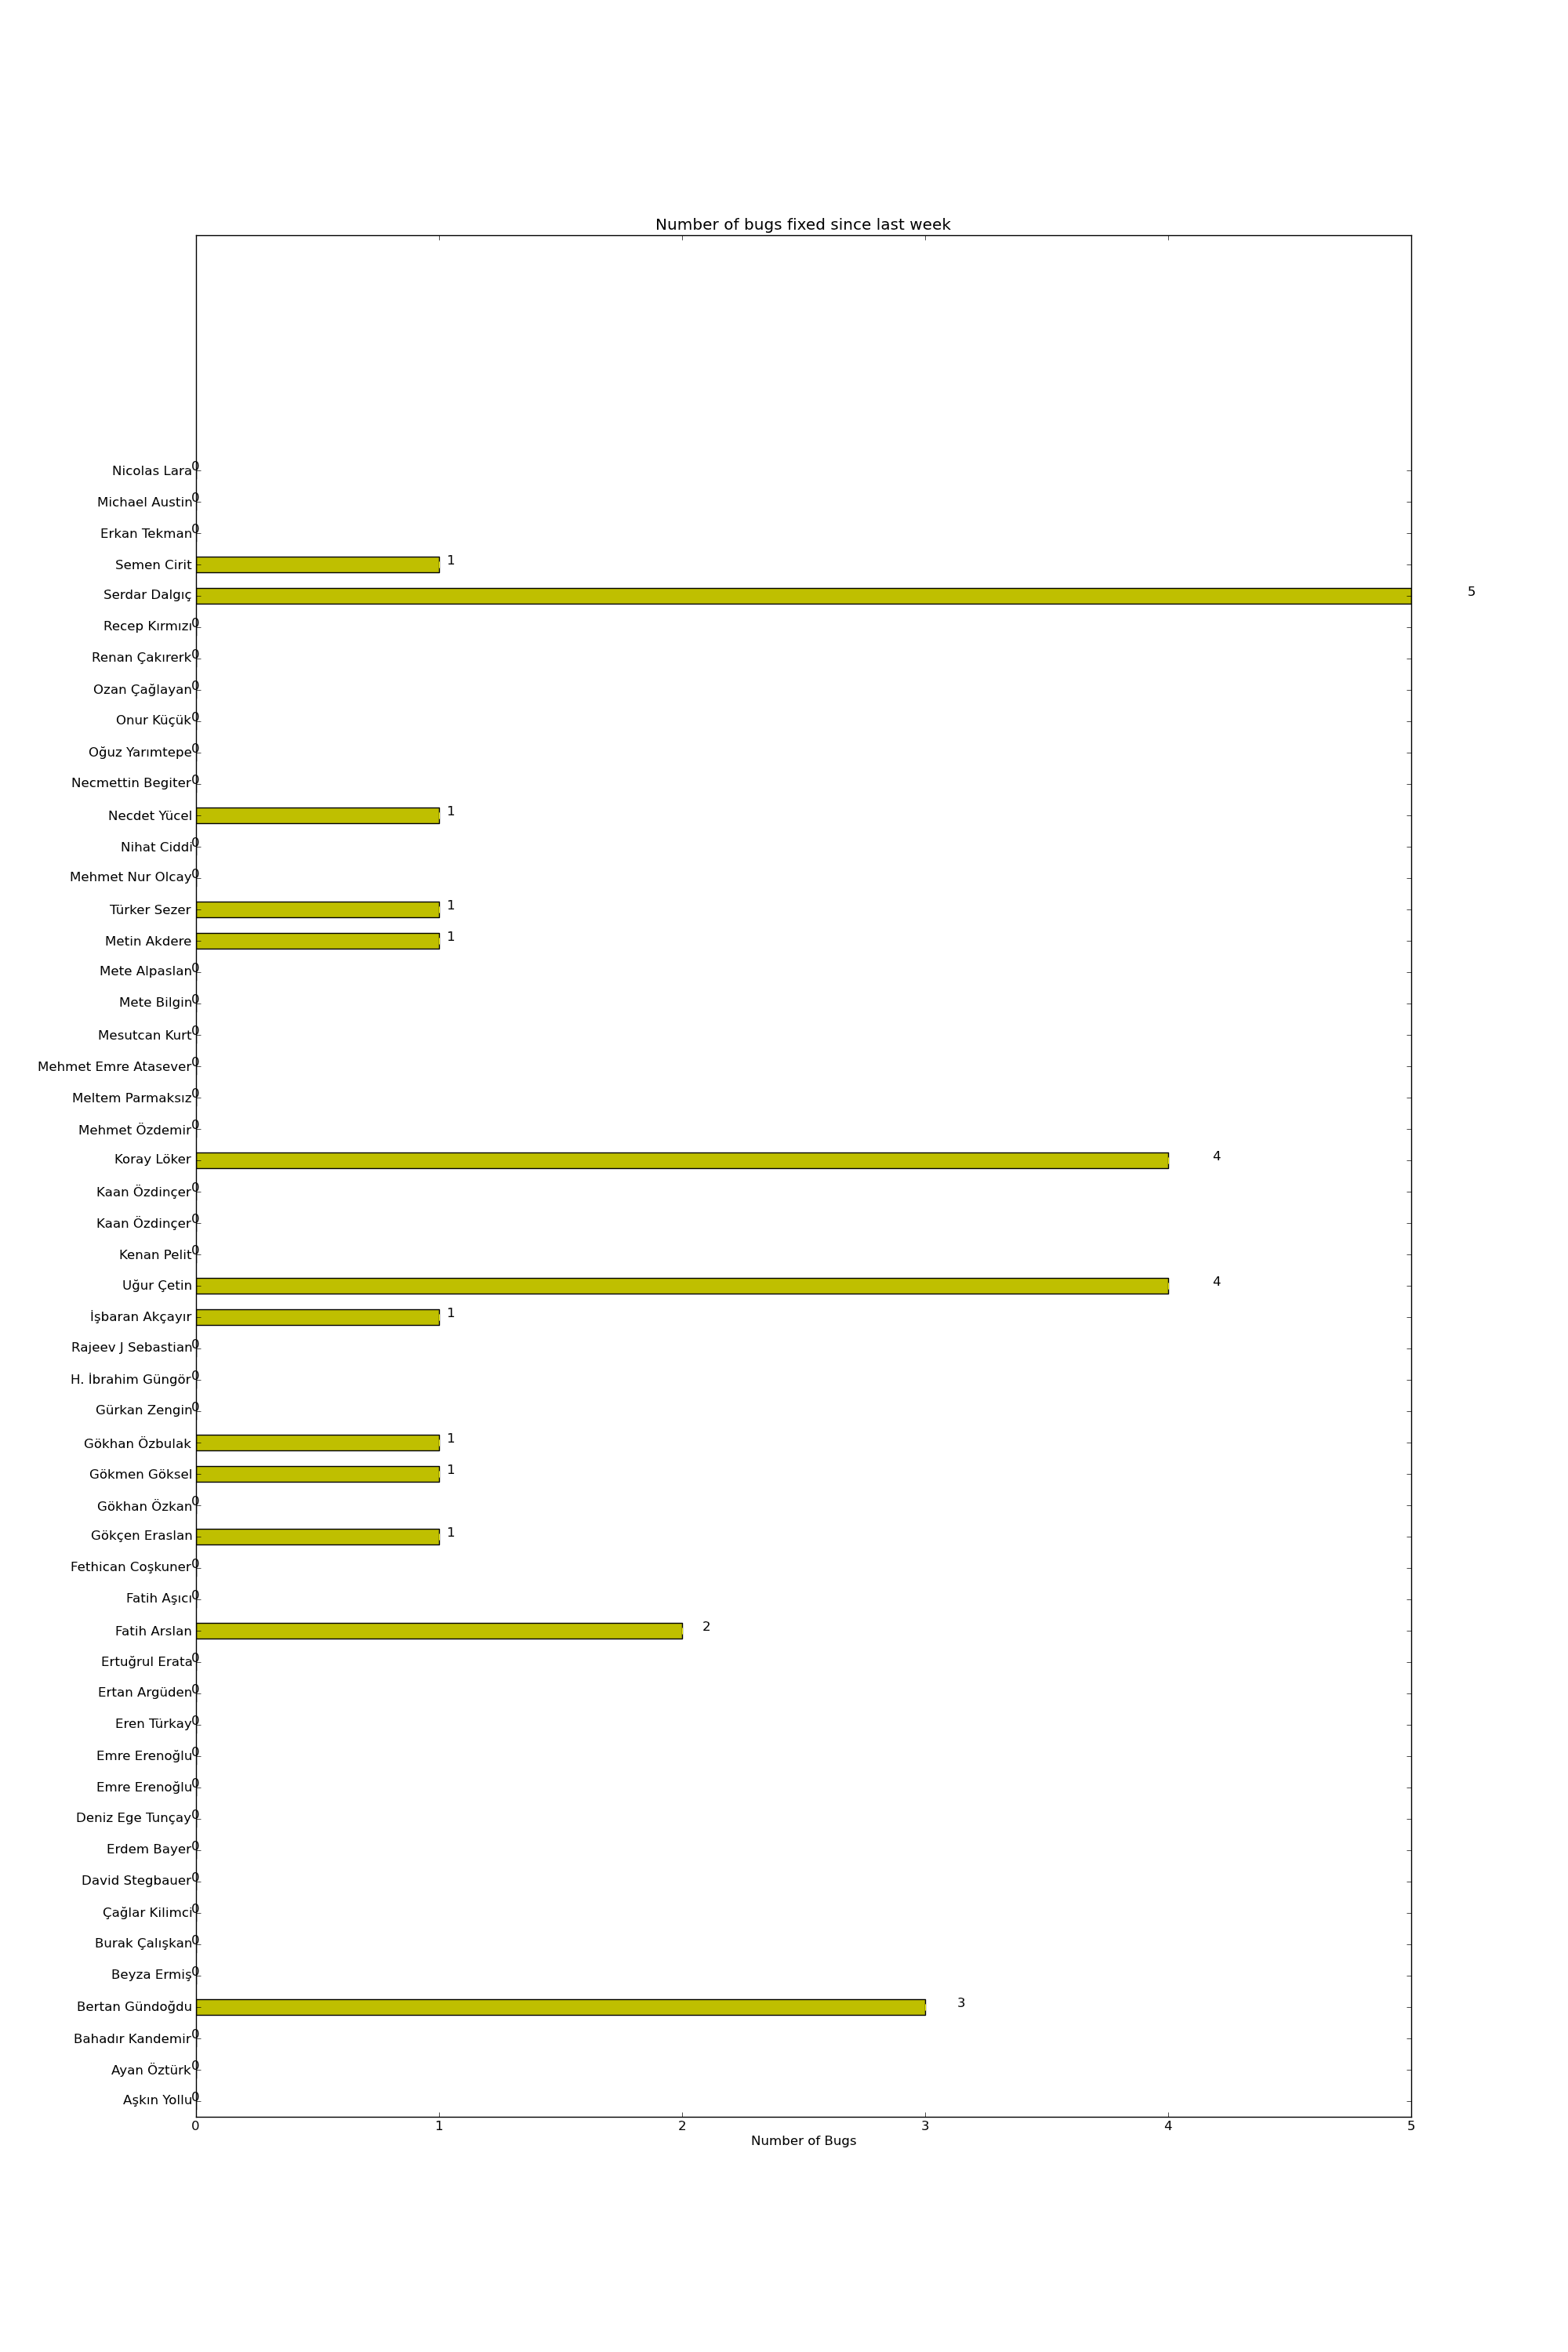 Number of bugs fixed since last week
Nicolas Lara 0
Michael Austin 0
Erkan Tekman 0
Semen Cirit 1
Serdar Dalgıç 5
Recep Kırmızı 0
Renan Çakırerk 0
Ozan Çağlayan 0
Onur Küçük 0
Oğuz Yarımtepe 0
Necmettin Begiter 0
Necdet Yücel 1
Nihat Ciddi 0
Mehmet Nur Olcay 0
Türker Sezer 1
Metin Akdere 1
Mete Alpaslan 0
Mete Bilgin 0
Mesutcan Kurt 0
Mehmet Emre Atasever 0
Meltem Parmaksız 0
Mehmet Özdemir 0
Koray Löker 4
Kaan Özdinçer 0
Kaan Özdinçer 0
Kenan Pelit 0
Uğur Çetin 4
İşbaran Akçayır 1
Rajeev J Sebastian 0
H. İbrahim Güngör 0
Gürkan Zengin 0
Gökhan Özbulak 1
Gökmen Göksel 1
Gökhan Özkan 0
Gökçen Eraslan 1
Fethican Coşkuner 0
Fatih Aşıcı 0
Fatih Arslan 2
Ertuğrul Erata 0
Ertan Argüden 0
Eren Türkay 0
Emre Erenoğlu 0
Emre Erenoğlu 0
Deniz Ege Tunçay 0
Erdem Bayer 0
David Stegbauer 0
Çağlar Kilimci 0
Burak Çalışkan 0
Beyza Ermiş 0
Bertan Gündoğdu 3
Bahadır Kandemir 0
Ayan Öztürk 0
Aşkın Yollu 0
0 1 2 3 4 5
Number of Bugs